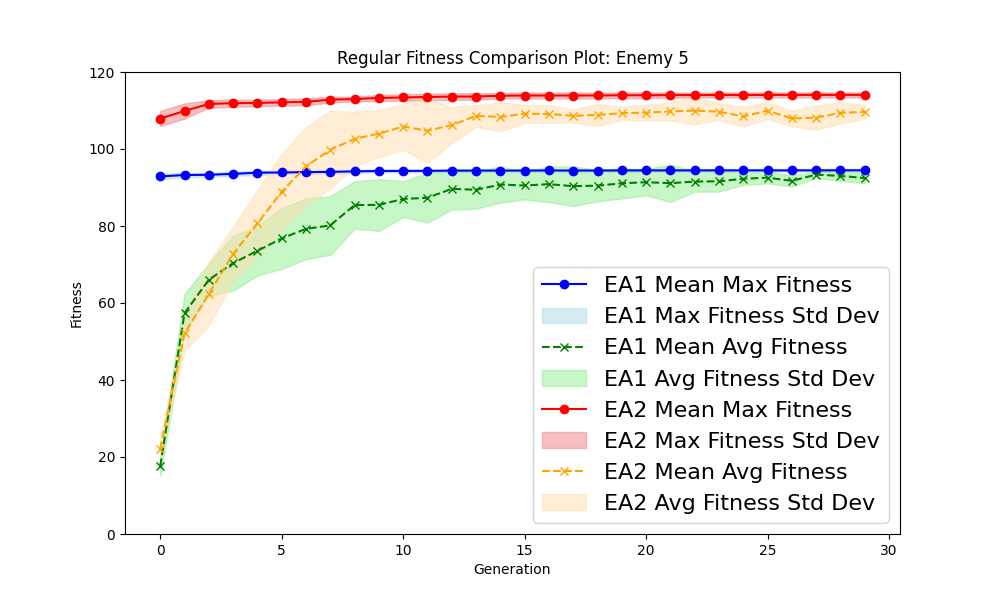 Regular Fitness Comparison Plot: Enemy 5
120
100
80
60
40
20
0
Fitness
EA1 Mean Max Fitness
EA1 Max Fitness Std Dev
EA1 Mean Avg Fitness
EA1 Avg Fitness Std Dev
EA2 Mean Max Fitness
EA2 Max Fitness Std Dev
EA2 Mean Avg Fitness
EA2 Avg Fitness Std Dev
0 5 10 15 20 25 30
Generation